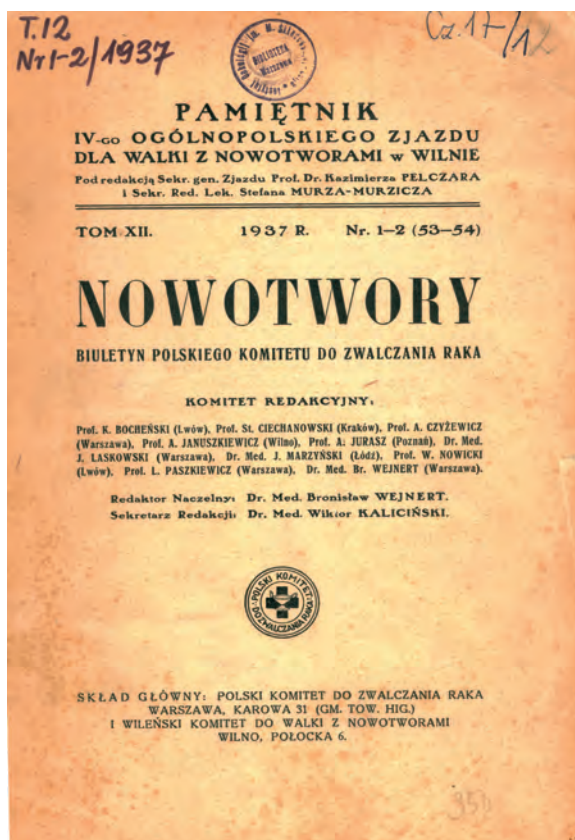 T.12
Nr 1-2/1937
Cz.17/12
BIBLIOTEKA
Warszawa
PAMIĘTNIK
IV-GO OGÓLNOPOLSKIEGO ZJAZDU
DLA WALKI Z NOWOTWORAMI w WILNIE
Pod redakcją Sekr. gen. Zjazdu Prof. Dr. Kazimierza PELCZARA
i Sekr. Red. Lek. Stefana MURZA-MURZICZA
TOM XII. 1937 R. Nr. 1–2 (53–54)
NOWOTWORY
BIULETYN POLSKIEGO KOMITETU DO ZWALCZANIA RAKA
KOMITET REDAKCYJNY:
Prof. K. BOCHEŃSKI (Lwów), Prof. St. CIECHANOWSKI (Kraków), Prof. A. CZYŻEWICZ
(Warszawa), Prof. A. JANUSZKIEWICZ (Wilno), Prof. A. JURASZ (Poznań), Dr. Med.
J. LASKOWSKI (Warszawa), Dr. Med. J. MARZYŃSKI (Łódź), Prof. W. NOWICKI
(Lwów), Prof. L. PASZKIEWICZ (Warszawa), Dr. Med. Br. WEJNERT (Warszawa).
Redaktor Naczelny: Dr. Med. Bronisław WEJNERT.
Sekretarz Redakcji: Dr. Med. Wiktor KALICIŃSKI.
POLSKI KOMITET
DO ZWALCZANIA RAKA
SKŁAD GŁÓWNY: POLSKI KOMITET DO ZWALCZANIA RAKA
WARSZAWA, KAROWA 31 (GM. TOW. HIG.)
I WILEŃSKI KOMITET DO WALKI Z NOWOTWORAMI
WILNO, POŁOCKA 6.